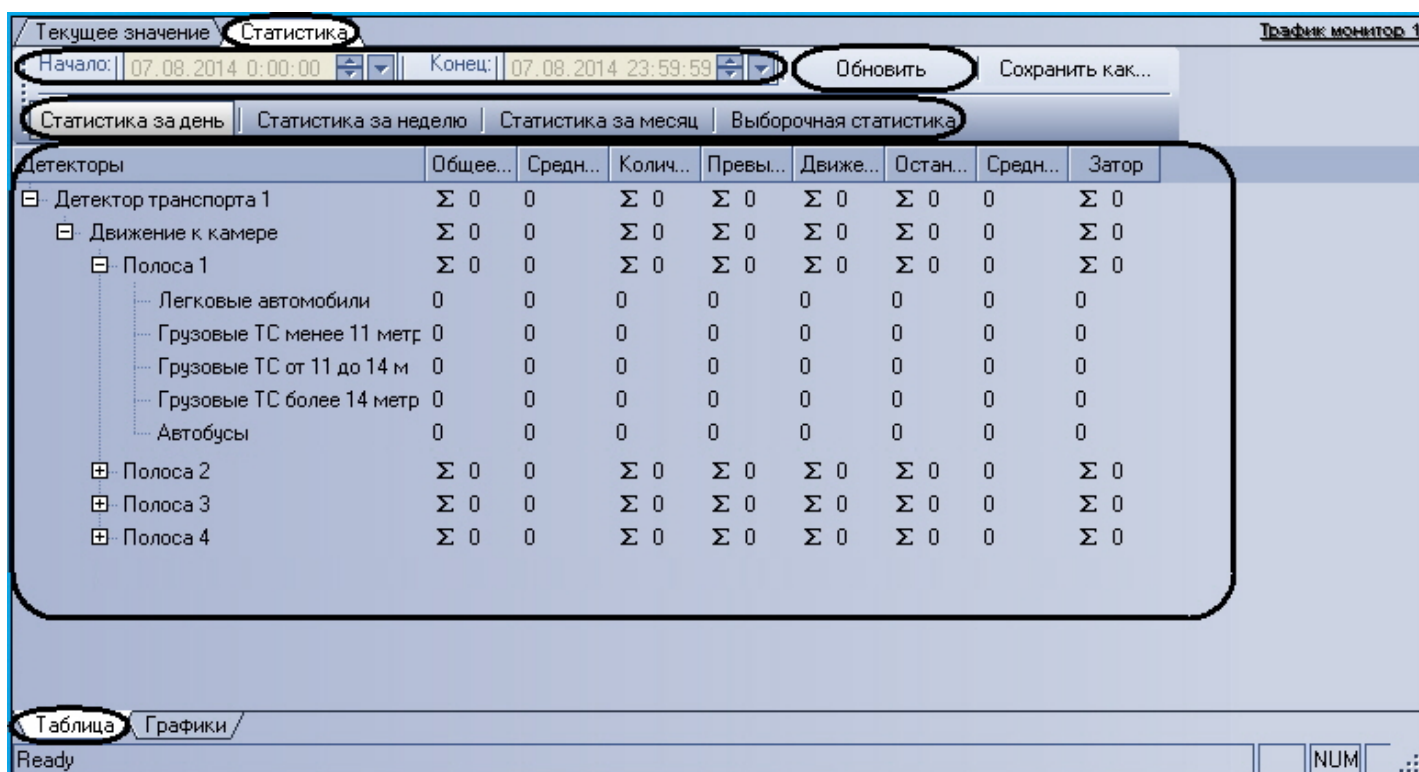 Текущее значение Статистика Трафик монитор 1
Начало: 07.08.2014 0:00:00 Конец: 07.08.2014 23:59:59 Обновить Сохранить как...
Статистика за день Статистика за неделю Статистика за месяц Выборочная статистика
Детекторы Общее... Средн... Колич... Превы... Движе... Остан... Средн... Затор
Детектор транспорта 1 Σ 0 0 Σ 0 Σ 0 Σ 0 Σ 0 0 Σ 0
Движение к камере Σ 0 0 Σ 0 Σ 0 Σ 0 Σ 0 0 Σ 0
Полоса 1 Σ 0 0 Σ 0 Σ 0 Σ 0 Σ 0 0 Σ 0
Легковые автомобили 0 0 0 0 0 0 0 0
Грузовые ТС менее 11 метр 0 0 0 0 0 0 0 0
Грузовые ТС от 11 до 14 м 0 0 0 0 0 0 0 0
Грузовые ТС более 14 метр 0 0 0 0 0 0 0 0
Автобусы 0 0 0 0 0 0 0 0
Полоса 2 Σ 0 0 Σ 0 Σ 0 Σ 0 Σ 0 0 Σ 0
Полоса 3 Σ 0 0 Σ 0 Σ 0 Σ 0 Σ 0 0 Σ 0
Полоса 4 Σ 0 0 Σ 0 Σ 0 Σ 0 Σ 0 0 Σ 0
Таблица Графики
Ready NUM